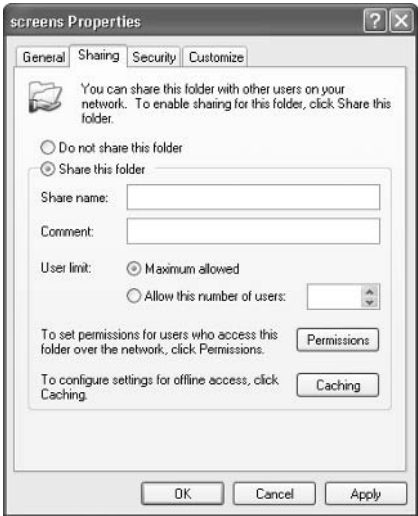 screens Properties
General Sharing Security Customize
You can share this folder with other users on your
network. To enable sharing for this folder, click Share this
folder.
Do not share this folder
Share this folder
Share name:
Comment:
User limit: Maximum allowed
Allow this number of users:
To set permissions for users who access this
folder over the network, click Permissions.
Permissions
To configure settings for offline access, click
Caching.
Caching
OK Cancel Apply